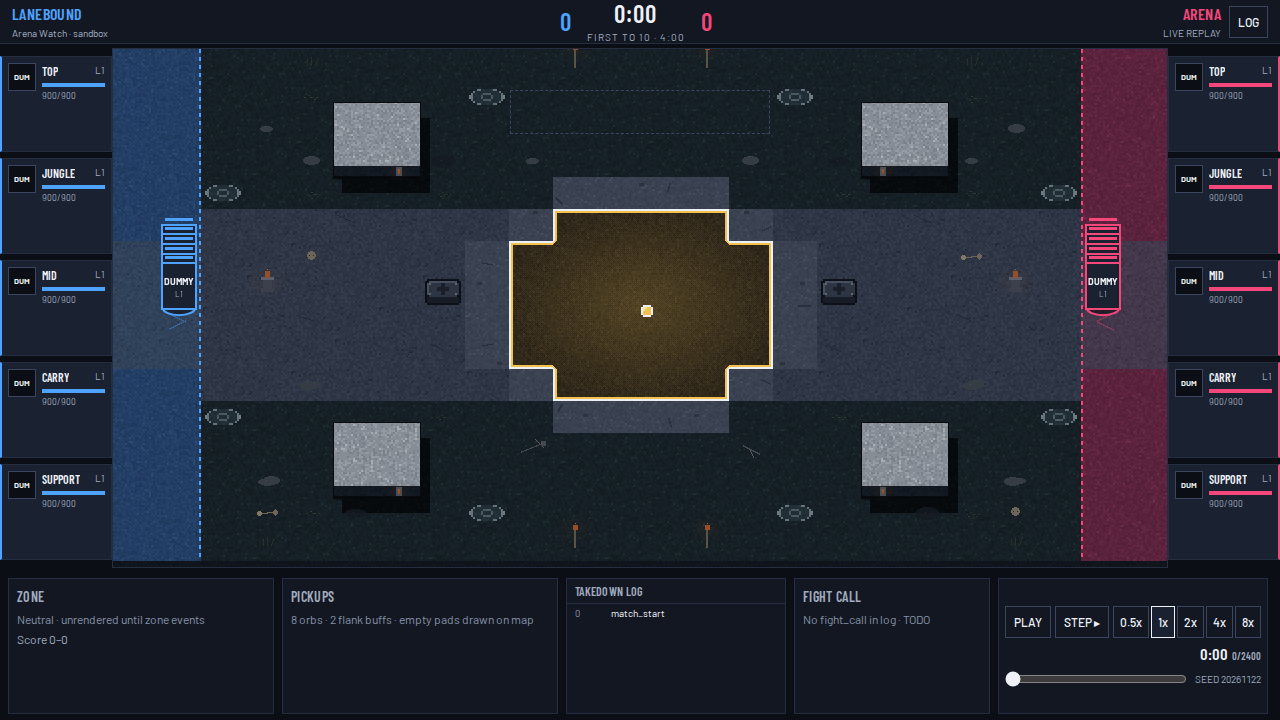 LANEBOUND
Arena Watch · sandbox
0
0:00
0
FIRST TO 10 · 4:00
ARENA
LIVE REPLAY
LOG
DUM
TOP
L1
900/900
DUM
JUNGLE
L1
900/900
DUM
MID
L1
900/900
DUM
CARRY
L1
900/900
DUM
SUPPORT
L1
900/900
DUMMY
L1
DUMMY
L1
DUM
TOP
L1
900/900
DUM
JUNGLE
L1
900/900
DUM
MID
L1
900/900
DUM
CARRY
L1
900/900
DUM
SUPPORT
L1
900/900
ZONE
Neutral · unrendered until zone events
Score 0–0
PICKUPS
8 orbs · 2 flank buffs · empty pads drawn on map
TAKEDOWN LOG
0 match_start
FIGHT CALL
No fight_call in log · TODO
PLAY
STEP ▸
0.5x
1x
2x
4x
8x
0:00 0/2400
SEED 20261122